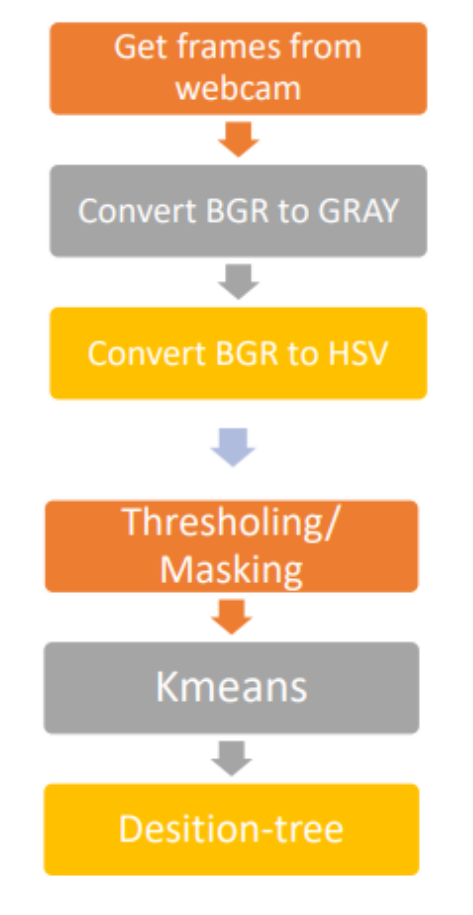 Get frames from
webcam
Convert BGR to GRAY
Convert BGR to HSV
Thresholing/
Masking
Kmeans
Desition-tree